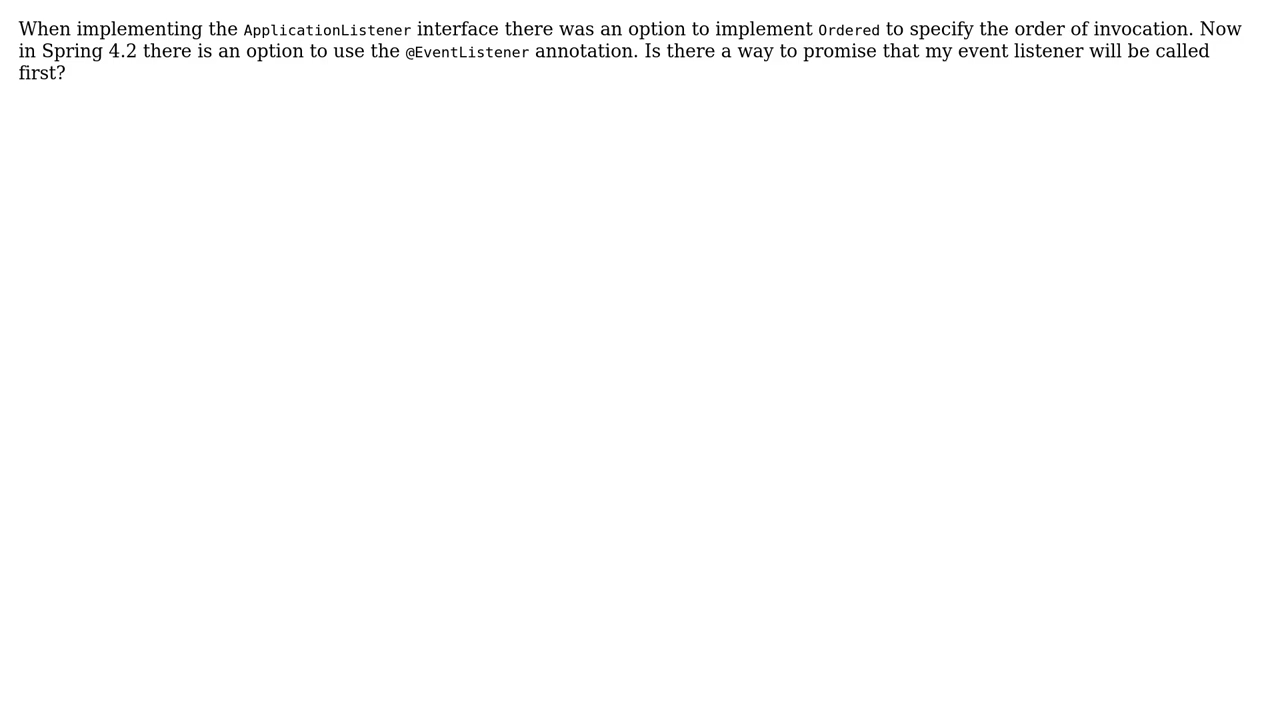 When implementing the ApplicationListener interface there was an option to implement Ordered to specify the order of invocation. Now
in Spring 4.2 there is an option to use the @EventListener annotation. Is there a way to promise that my event listener will be called
first?